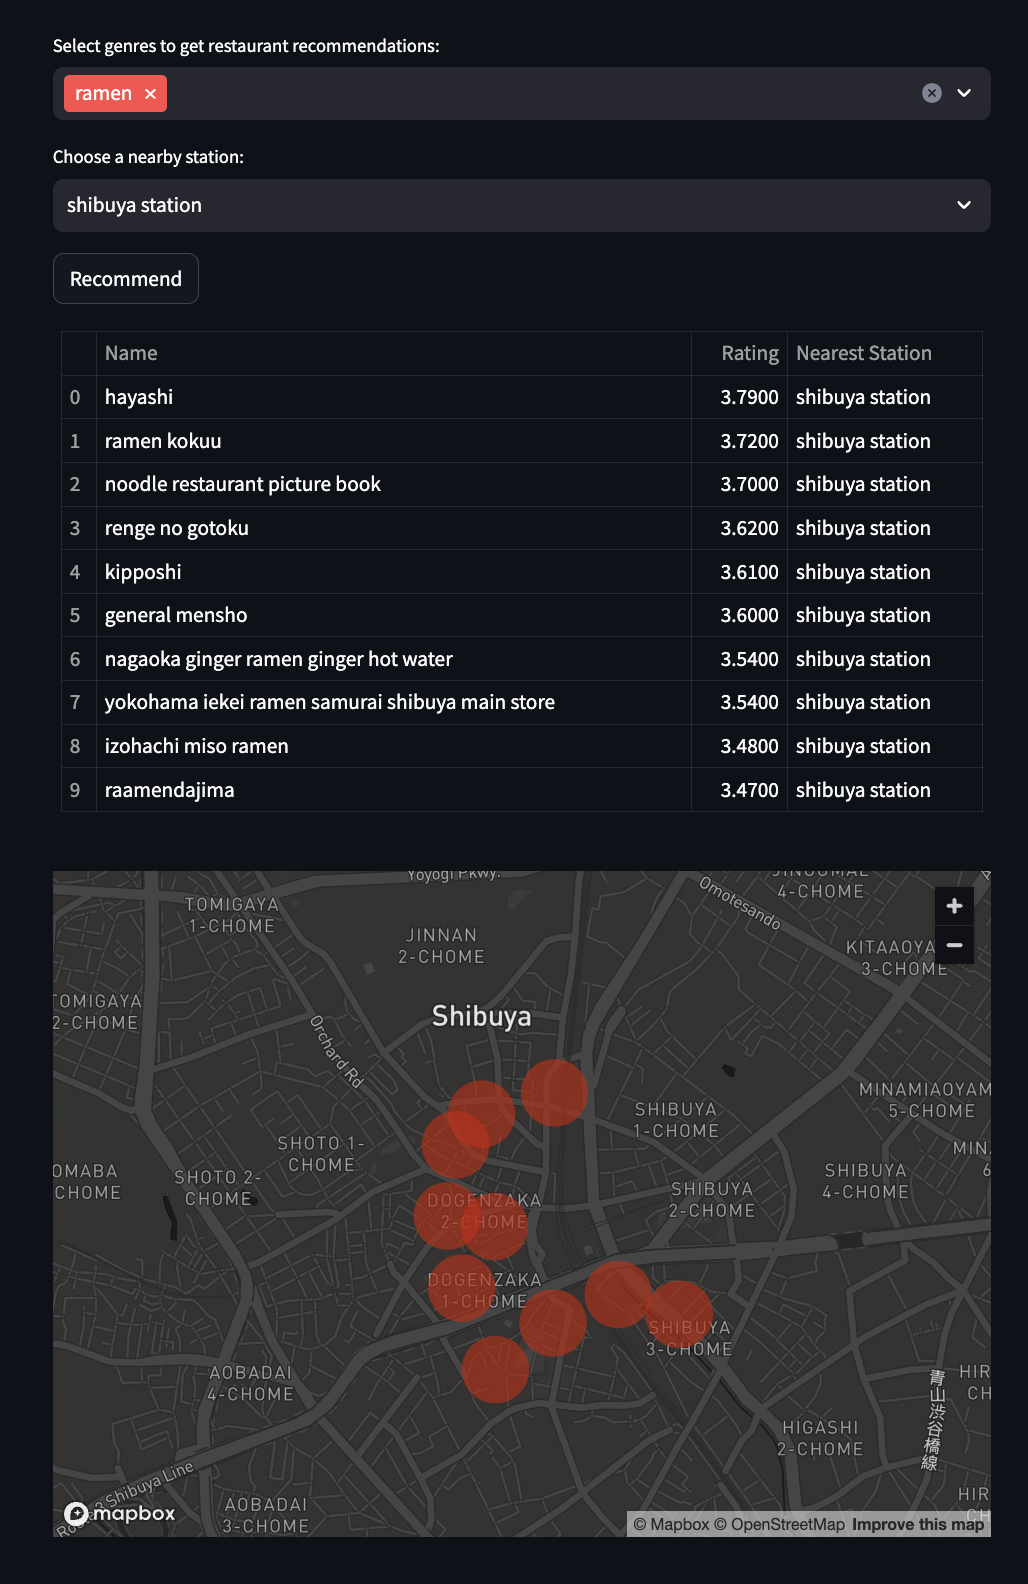 Select genres to get restaurant recommendations:
ramen ×
Choose a nearby station:
shibuya station
Recommend
Name Rating Nearest Station
0 hayashi 3.7900 shibuya station
1 ramen kokuu 3.7200 shibuya station
2 noodle restaurant picture book 3.7000 shibuya station
3 renge no gotoku 3.6200 shibuya station
4 kipposhi 3.6100 shibuya station
5 general mensho 3.6000 shibuya station
6 nagaoka ginger ramen ginger hot water 3.5400 shibuya station
7 yokohama iekei ramen samurai shibuya main store 3.5400 shibuya station
8 izohachi miso ramen 3.4800 shibuya station
9 raamendajima 3.4700 shibuya station
Yoyogi Pkwy.
4-CHOME
Omotesando
TOMIGAYA
1-CHOME
JINNAN
2-CHOME
KITAAOYA
3-CHOME
TOMIGAYA
2-CHOME
Shibuya
Orchard Rd
MINAMIAOYAM
5-CHOME
SHIBUYA
1-CHOME
SHOTO 1-
CHOME
MIN
6
OMABA
CHOME
SHOTO 2-
CHOME
SHIBUYA
4-CHOME
SHIBUYA
2-CHOME
DOGENZAKA
2-CHOME
DOGENZAKA
1-CHOME
SHIBUYA
3-CHOME
AOBADAI
4-CHOME
HIR
CH
青山渋谷橋線
HIGASHI
2-CHOME
3 Shibuya Line
AOBADAI
3-CHOME
HIR
CH
mapbox
© Mapbox © OpenStreetMap Improve this map